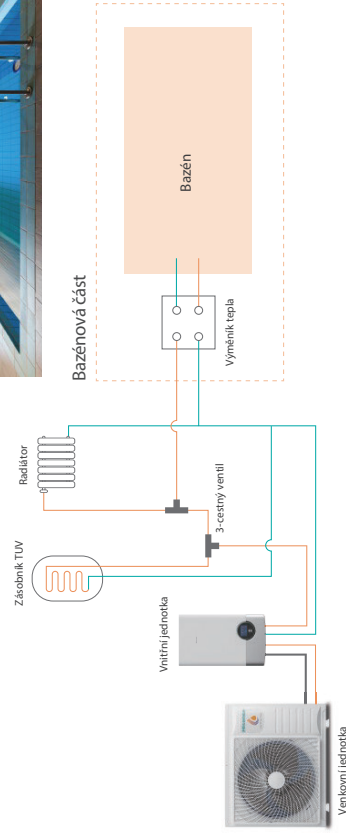 Bazénová část
Bazén
Výměník tepla
Radiátor
3-cestný ventil
Zásobník TUV
Vnitřní jednotka
Venkovní jednotka